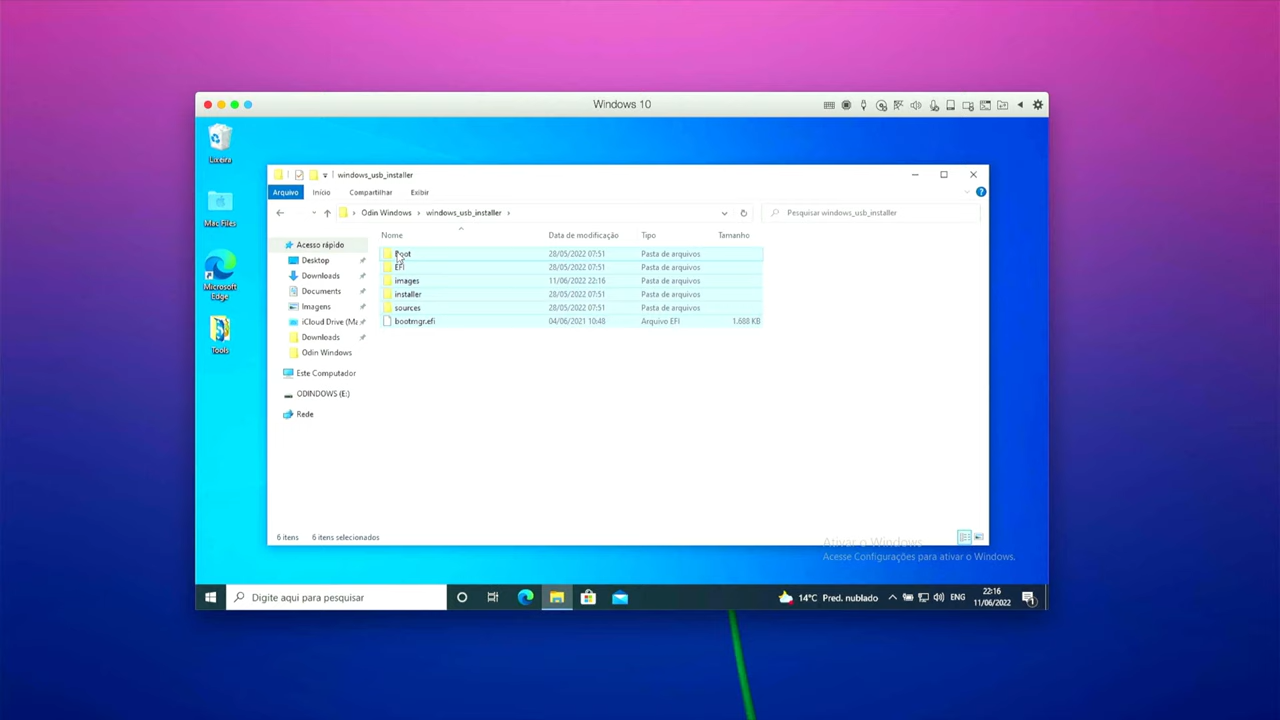 Windows 10
Lixeira
Mac Files
Microsoft
Edge
Tools
windows_usb_installer
Arquivo Início Compartilhar Exibir
Odin Windows › windows_usb_installer ›
Pesquisar windows_usb_installer
Nome Data de modificação Tipo Tamanho
Acesso rápido
Desktop
Downloads
Documents
Imagens
iCloud Drive (Ma
Downloads
Odin Windows
Este Computador
ODINDOWS (E:)
Rede
Boot 28/05/2022 07:51 Pasta de arquivos
EFI 28/05/2022 07:51 Pasta de arquivos
images 11/06/2022 22:16 Pasta de arquivos
installer 28/05/2022 07:51 Pasta de arquivos
sources 28/05/2022 07:51 Pasta de arquivos
bootmgr.efi 04/06/2021 10:48 Arquivo EFI 1.688 KB
6 itens 6 itens selecionados
Ativar o Windows
Acesse Configurações para ativar o Windows.
Digite aqui para pesquisar
14°C Pred. nublado
ENG
22:16
11/06/2022
1